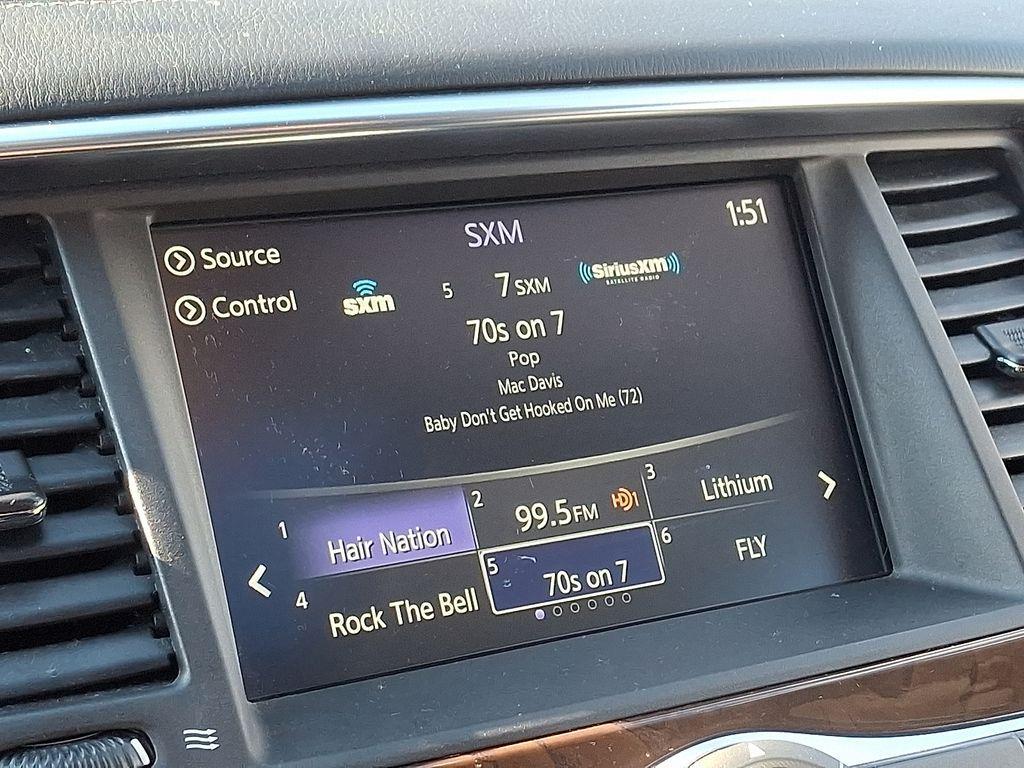 SXM
1:51
Source
Control
sxm
5
7 SXM
SiriusXM
SATELLITE RADIO
70s on 7
Pop
Mac Davis
Baby Don't Get Hooked On Me (72)
1
Hair Nation
2
99.5 FM HD1
3
Lithium
4
Rock The Bell
5
70s on 7
6
FLY